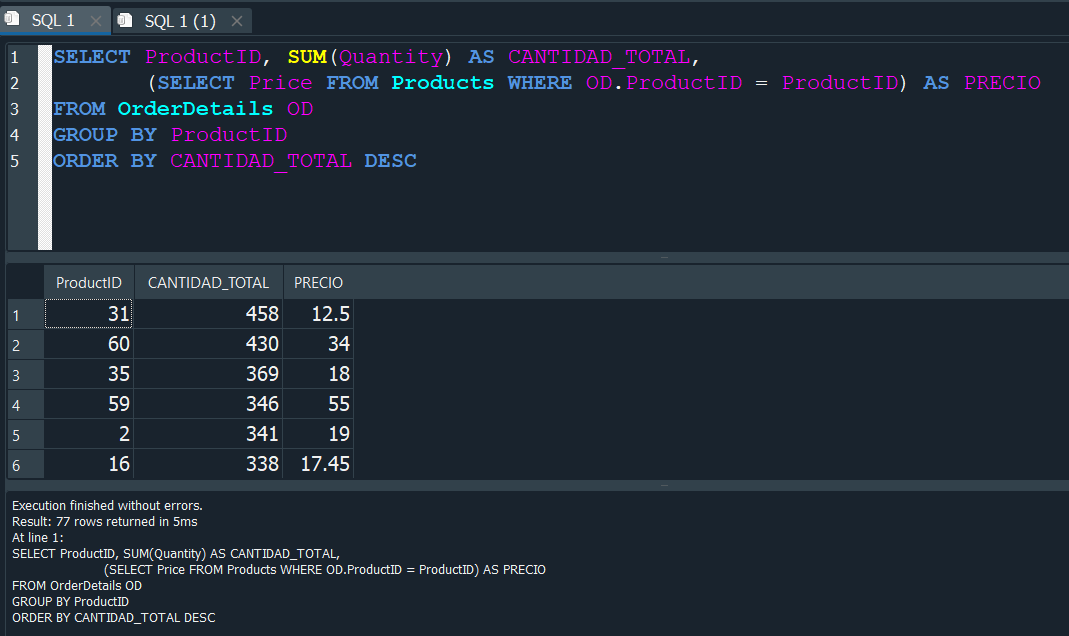 SQL 1
SQL 1 (1)
1 SELECT ProductID, SUM(Quantity) AS CANTIDAD_TOTAL,
2 (SELECT Price FROM Products WHERE OD.ProductID = ProductID) AS PRECIO
3 FROM OrderDetails OD
4 GROUP BY ProductID
5 ORDER BY CANTIDAD_TOTAL DESC
ProductID CANTIDAD_TOTAL PRECIO
1 31 458 12.5
2 60 430 34
3 35 369 18
4 59 346 55
5 2 341 19
6 16 338 17.45
Execution finished without errors.
Result: 77 rows returned in 5ms
At line 1:
SELECT ProductID, SUM(Quantity) AS CANTIDAD_TOTAL,
(SELECT Price FROM Products WHERE OD.ProductID = ProductID) AS PRECIO
FROM OrderDetails OD
GROUP BY ProductID
ORDER BY CANTIDAD_TOTAL DESC